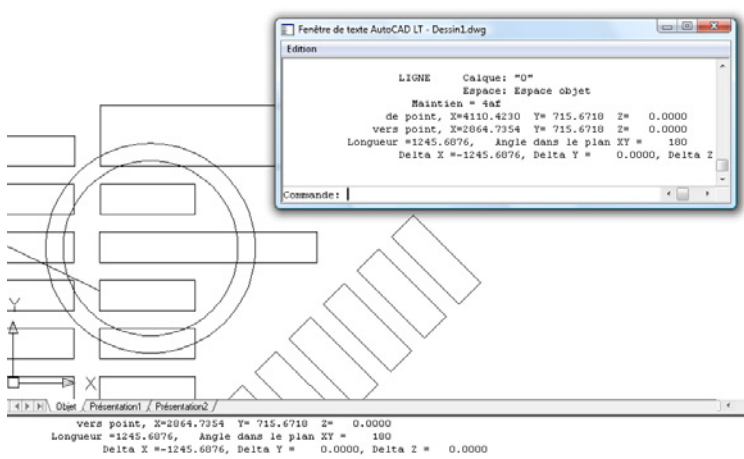 Fenêtre de texte AutoCAD LT - Dessin1.dwg
Edition
LIGNE Calque: "0"
Espace: Espace objet
Maintien = 4af
de point, X=4110.4230 Y= 715.6718 Z= 0.0000
vers point, X=2864.7354 Y= 715.6718 Z= 0.0000
Longueur =1245.6876, Angle dans le plan XY = 180
Delta X =-1245.6876, Delta Y = 0.0000, Delta Z
Commande:
Y
X
Objet / Présentation1 / Présentation2 /
vers point, X=2864.7354 Y= 715.6718 Z= 0.0000
Longueur =1245.6876, Angle dans le plan XY = 180
Delta X =-1245.6876, Delta Y = 0.0000, Delta Z = 0.0000